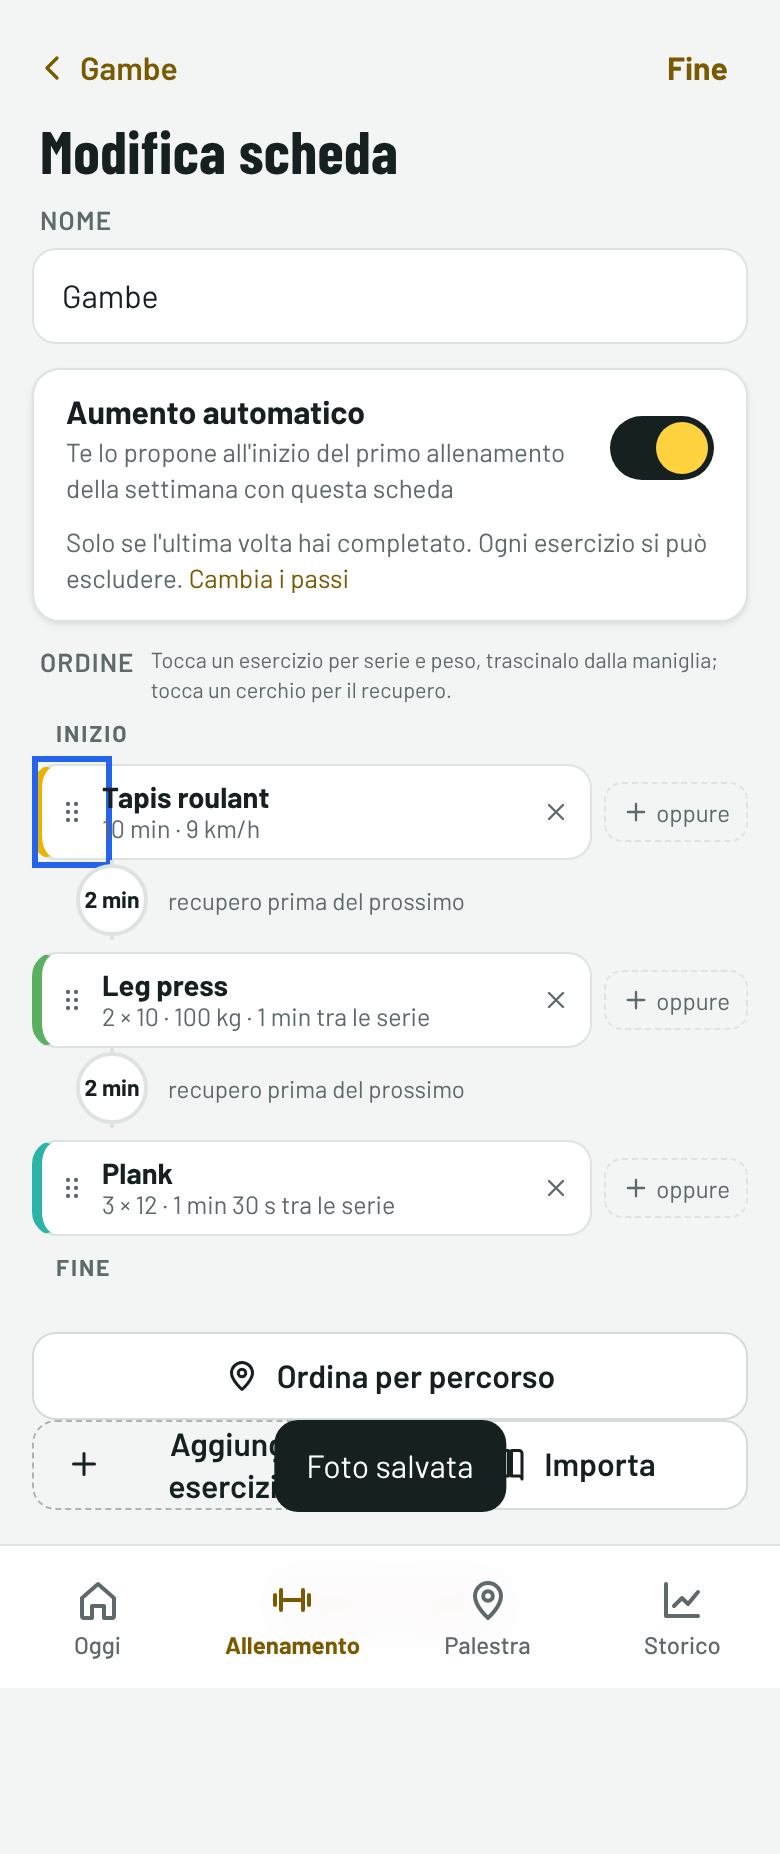 Gambe
Fine
Modifica scheda
NOME
Gambe
Aumento automatico
Te lo propone all'inizio del primo allenamento
della settimana con questa scheda
Solo se l'ultima volta hai completato. Ogni esercizio si può
escludere. Cambia i passi
ORDINE
Tocca un esercizio per serie e peso, trascinalo dalla maniglia;
tocca un cerchio per il recupero.
INIZIO
Tapis roulant
10 min · 9 km/h
+ oppure
2 min
recupero prima del prossimo
Leg press
2 × 10 · 100 kg · 1 min tra le serie
+ oppure
2 min
recupero prima del prossimo
Plank
3 × 12 · 1 min 30 s tra le serie
+ oppure
FINE
Ordina per percorso
Foto salvata
Importa
Oggi
Allenamento
Palestra
Storico